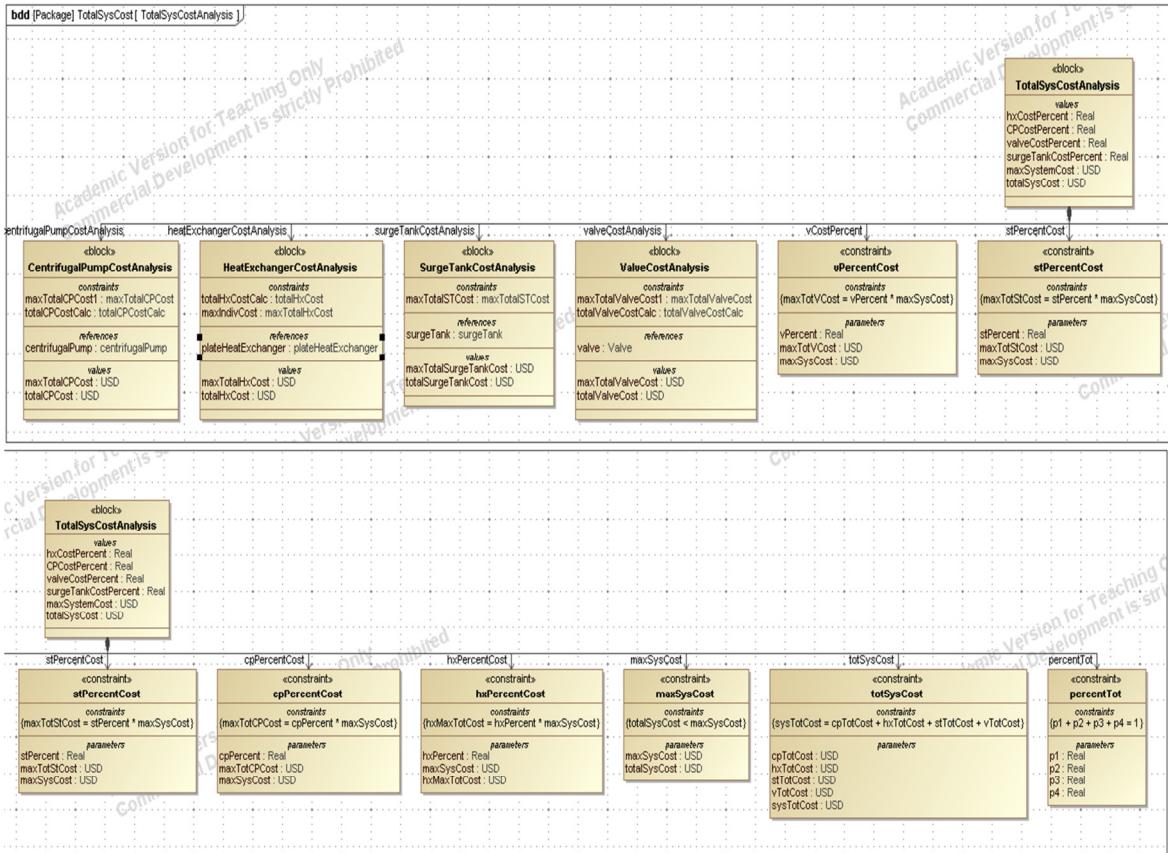 bdd [Package] TotalSysCost[ TotalSysCostAnalysis ]
Academic Version for Teaching Only
Commercial Development is strictly Prohibited
«block»
TotalSysCostAnalysis
values
hxCostPercent : Real
CPCostPercent : Real
valveCostPercent : Real
surgeTankCostPercent : Real
maxSystemCost : USD
totalSysCost : USD
entrifugalPumpCostAnalysis
«block»
CentrifugalPumpCostAnalysis
constraints
maxTotalCPCost1 : maxTotalCPCost
totalCPCostCalc : totalCPCostCalc
references
centrifugalPump : centrifugalPump
values
maxTotalCPCost : USD
totalCPCost : USD
heatExchangerCostAnalysis
«block»
HeatExchangerCostAnalysis
constraints
totalHxCostCalc : totalHxCost
maxIndivCost : maxTotalHxCost
references
plateHeatExchanger : plateHeatExchanger
values
maxTotalHxCost : USD
totalHxCost : USD
surgeTankCostAnalysis
«block»
SurgeTankCostAnalysis
constraints
maxTotalSTCost : maxTotalSTCost
references
surgeTank : surgeTank
values
maxTotalSurgeTankCost : USD
totalSurgeTankCost : USD
valveCostAnalysis
«block»
ValveCostAnalysis
constraints
maxTotalValveCost1 : maxTotalValveCost
totalValveCostCalc : totalValveCostCalc
references
valve : Valve
values
maxTotalValveCost : USD
totalValveCost : USD
vCostPercent
«constraint»
vPercentCost
constraints
{maxTotVCost = vPercent * maxSysCost}
parameters
vPercent : Real
maxTotVCost : USD
maxSysCost : USD
stPercentCost
«constraint»
stPercentCost
constraints
{maxTotStCost = stPercent * maxSysCost}
parameters
stPercent : Real
maxTotStCost : USD
maxSysCost : USD
«block»
TotalSysCostAnalysis
values
hxCostPercent : Real
CPCostPercent : Real
valveCostPercent : Real
surgeTankCostPercent : Real
maxSystemCost : USD
totalSysCost : USD
stPercentCost
«constraint»
stPercentCost
constraints
{maxTotStCost = stPercent * maxSysCost}
parameters
stPercent : Real
maxTotStCost : USD
maxSysCost : USD
cpPercentCost
«constraint»
cpPercentCost
constraints
{maxTotCPCost = cpPercent * maxSysCost}
parameters
cpPercent : Real
maxTotCPCost : USD
maxSysCost : USD
hxPercentCost
«constraint»
hxPercentCost
constraints
{hxMaxTotCost = hxPercent * maxSysCost}
parameters
hxPercent : Real
maxSysCost : USD
hxMaxTotCost : USD
maxSysCost
«constraint»
maxSysCost
constraints
{totalSysCost < maxSysCost}
parameters
maxSysCost : USD
totalSysCost : USD
totSysCost
«constraint»
totSysCost
constraints
{sysTotCost = cpTotCost + hxTotCost + stTotCost + vTotCost}
parameters
cpTotCost : USD
hxTotCost : USD
stTotCost : USD
vTotCost : USD
sysTotCost : USD
percentTot
«constraint»
percentTot
constraints
{p1 + p2 + p3 + p4 = 1}
parameters
p1 : Real
p2 : Real
p3 : Real
p4 : Real